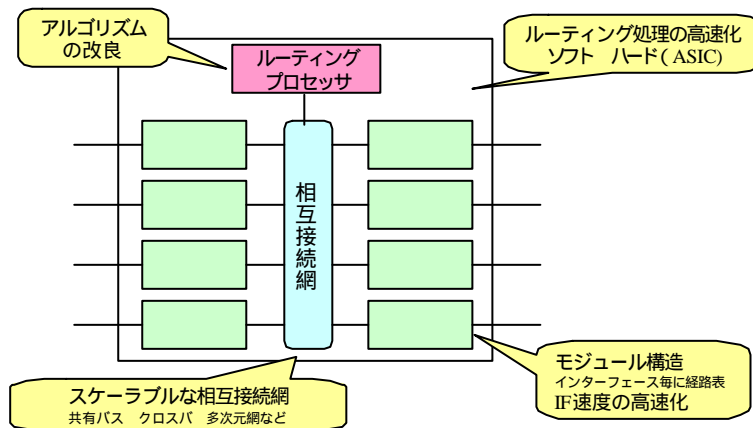 アルゴリズム
の改良
ルーティング
プロセッサ
ルーティング処理の高速化
ソフト　ハード( ASIC)
相互接続網
スケーラブルな相互接続網
共有バス　クロスバ　多次元網など
モジュール構造
インターフェース毎に経路表
IF速度の高速化